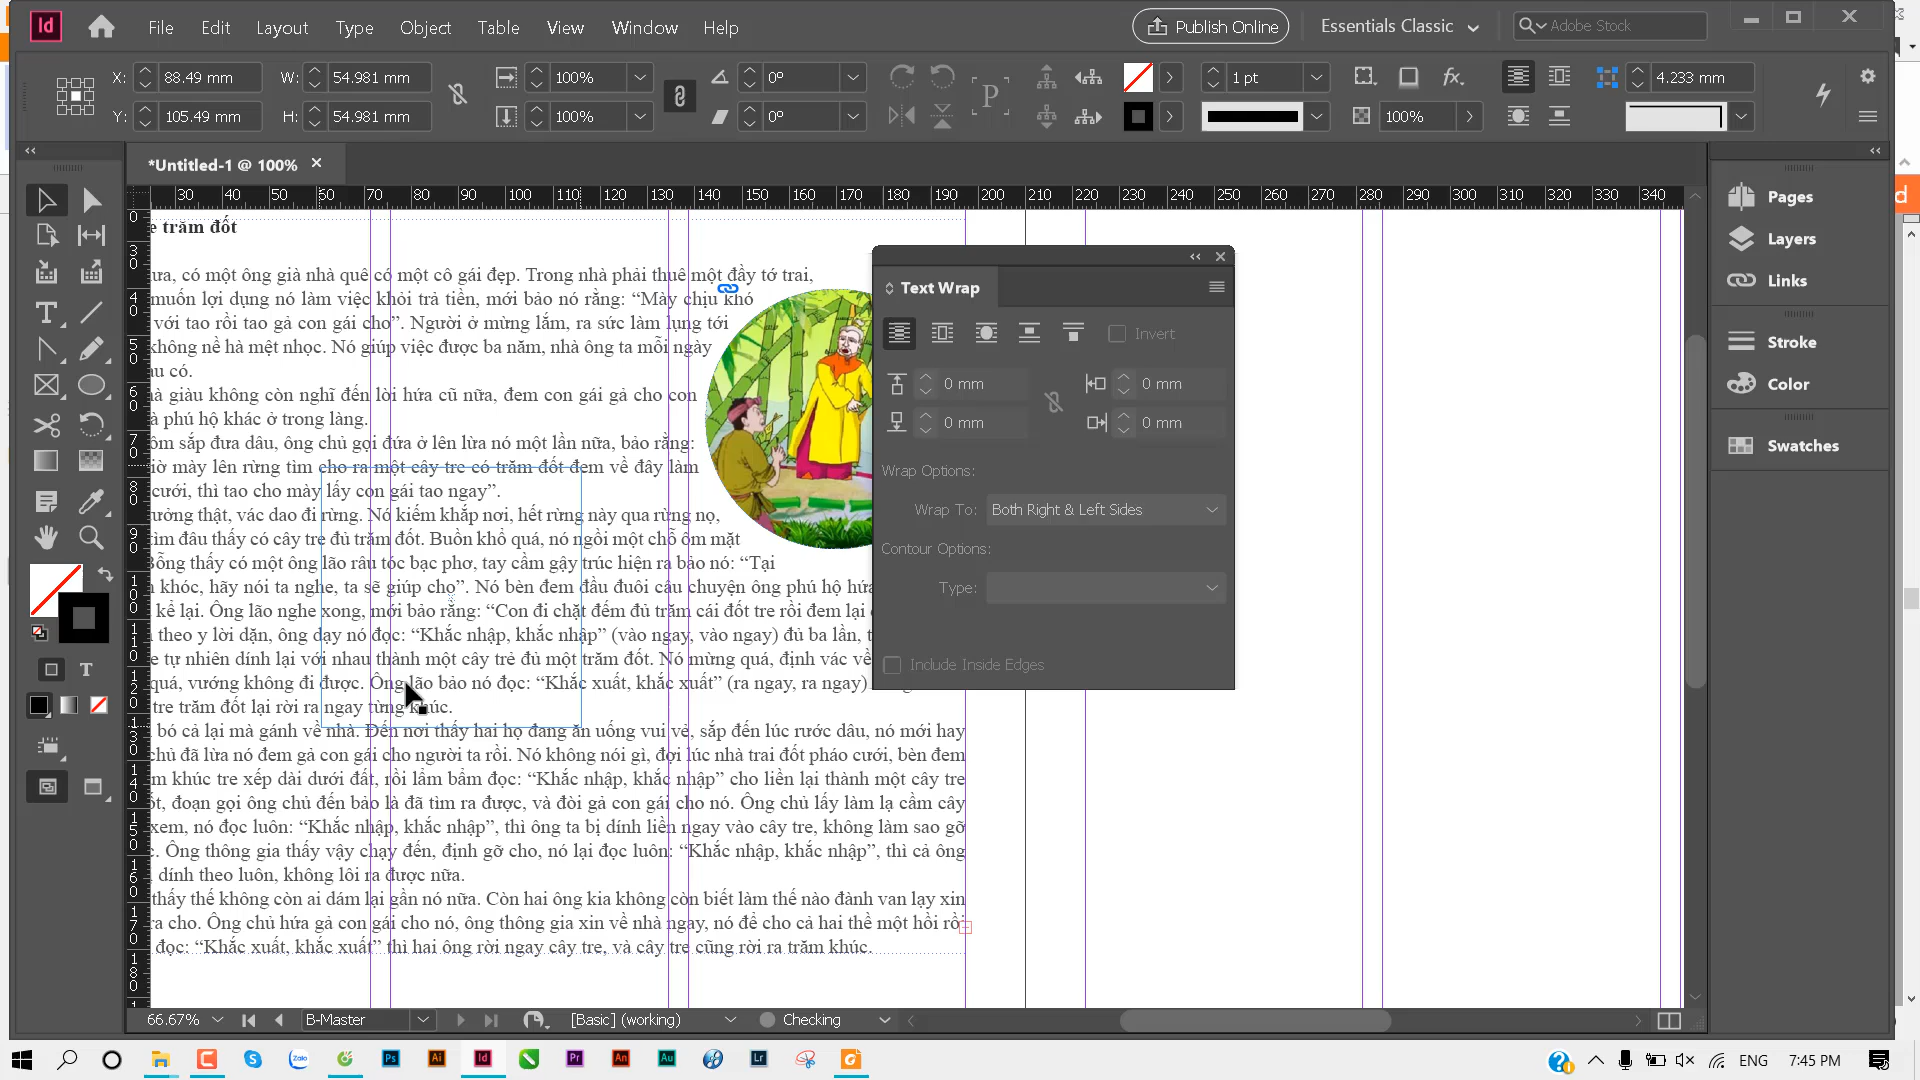 File Edit Layout Type Object Table View Window Help
Publish Online
Essentials Classic
Adobe Stock
X: 88.49 mm W: 54.981 mm 100% 0° 1 pt 4.233 mm
Y: 105.49 mm H: 54.981 mm 100% 0° 100%
*Untitled-1 @ 100%
30 40 50 60 70 80 90 100 110 120 130 140 150 160 170 180 190 200 210 220 230 240 250 260 270 280 290 300 310 320 330 340
e trăm đốt
ưa, có một ông già nhà quê có một cô gái đẹp. Trong nhà phải thuê một đầy tớ trai,
muốn lợi dụng nó làm việc khỏi trả tiền, mới bảo nó rằng: “Mày chịu khó
với tao rồi tao gả con gái cho”. Người ở mừng lắm, ra sức làm lụng tới
không nề hà mệt nhọc. Nó giúp việc được ba năm, nhà ông ta mỗi ngày
àu có.
à giàu không còn nghĩ đến lời hứa cũ nữa, đem con gái gả cho con
à phú hộ khác ở trong làng.
ôm sắp đưa dâu, ông chủ gọi đứa ở lên lừa nó một lần nữa, bảo rằng:
iờ mày lên rừng tìm cho ra một cây tre có trăm đốt đem về đây làm
cưới, thì tao cho mày lấy con gái tao ngay”.
ưởng thật, vác dao đi rừng. Nó kiếm khắp nơi, hết rừng này qua rừng nọ,
tìm đâu thấy có cây tre đủ trăm đốt. Buồn khổ quá, nó ngồi một chỗ ôm mặt
Bỗng thấy có một ông lão râu tóc bạc phơ, tay cầm gậy trúc hiện ra bảo nó: “Tại
khóc, hãy nói ta nghe, ta sẽ giúp cho”. Nó bèn đem đầu đuôi câu chuyện ông phú hộ hứa
kể lại. Ông lão nghe xong, mới bảo rằng: “Con đi chặt đếm đủ trăm cái đốt tre rồi đem lại
theo y lời dặn, ông dạy nó đọc: “Khắc nhập, khắc nhập” (vào ngay, vào ngay) đủ ba lần, t
e tự nhiên dính lại với nhau thành một cây trẻ đủ một trăm đốt. Nó mừng quá, định vác về
quá, vướng không đi được. Ông lão bảo nó đọc: “Khắc xuất, khắc xuất” (ra ngay, ra ngay)
tre trăm đốt lại rời ra ngay từng khúc.
bó cả lại mà gánh về nhà. Đến nơi thấy hai họ đang ăn uống vui vẻ, sắp đến lúc rước dâu, nó mới hay
chủ đã lừa nó đem gả con gái cho người ta rồi. Nó không nói gì, đợi lúc nhà trai đốt pháo cưới, bèn đem
m khúc tre xếp dài dưới đất, rồi lẩm bẩm đọc: “Khắc nhập, khắc nhập” cho liền lại thành một cây tre
ốt, đoạn gọi ông chủ đến bảo là đã tìm ra được, và đòi gả con gái cho nó. Ông chủ lấy làm lạ cầm cây
xem, nó đọc luôn: “Khắc nhập, khắc nhập”, thì ông ta bị dính liền ngay vào cây tre, không làm sao gỡ
c. Ông thông gia thấy vậy chạy đến, định gỡ cho, nó lại đọc luôn: “Khắc nhập, khắc nhập”, thì cả ông
dính theo luôn, không lôi ra được nữa.
thấy thế không còn ai dám lại gần nó nữa. Còn hai ông kia không còn biết làm thế nào đành van lạy xin
ra cho. Ông chủ hứa gả con gái cho nó, ông thông gia xin về nhà ngay, nó để cho cả hai thề một hồi rồi
đọc: “Khắc xuất, khắc xuất” thì hai ông rời ngay cây tre, và cây tre cũng rời ra trăm khúc.
Text Wrap
Invert
0 mm 0 mm
0 mm 0 mm
Wrap Options:
Wrap To: Both Right & Left Sides
Contour Options:
Type:
Include Inside Edges
Pages
Layers
Links
Stroke
Color
Swatches
66.67% B-Master [Basic] (working) Checking
ENG 7:45 PM